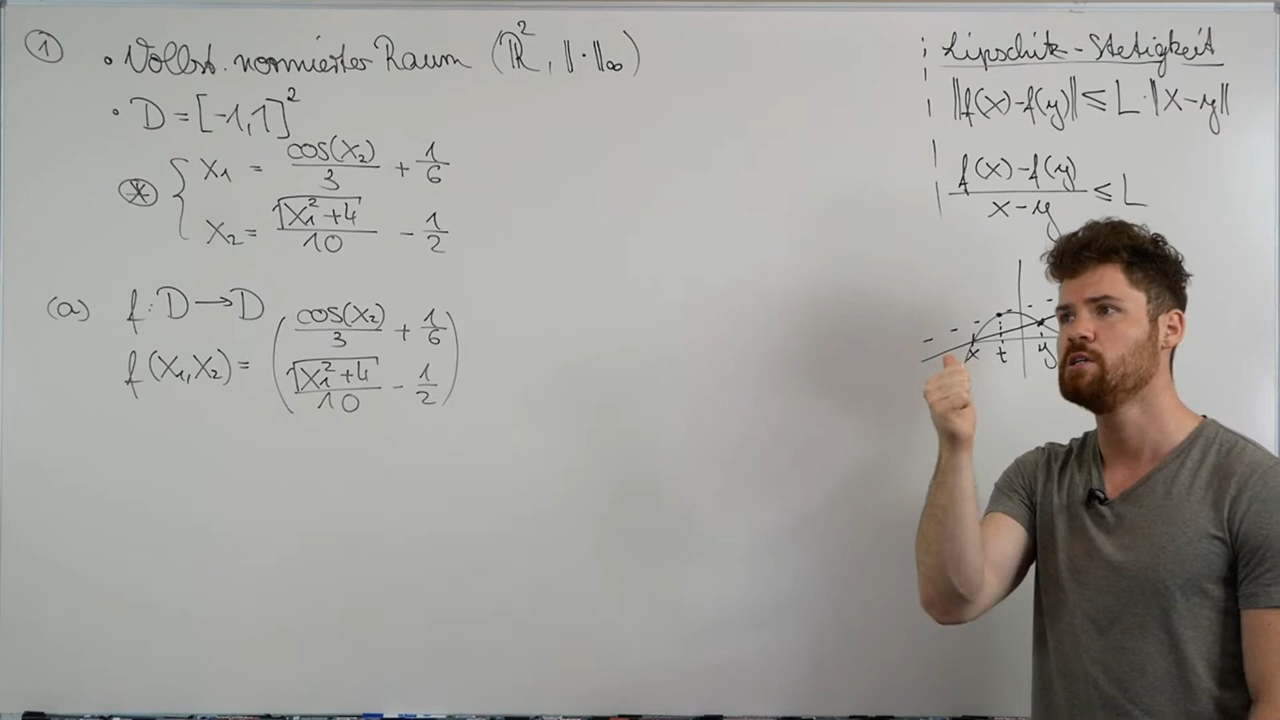 ① • Vollst. normierter Raum (ℝ², ‖·‖∞)
• D = [-1,1]²
⊛ { x₁ = cos(x₂)/3 + 1/6
x₂ = √(x₁²+4)/10 - 1/2
(a) f: D → D
f(x₁,x₂) = ( cos(x₂)/3 + 1/6
√(x₁²+4)/10 - 1/2 )
Lipschitz-Stetigkeit
‖f(x)-f(y)‖ ≤ L·‖x-y‖
(f(x)-f(y))/(x-y) ≤ L
x t y